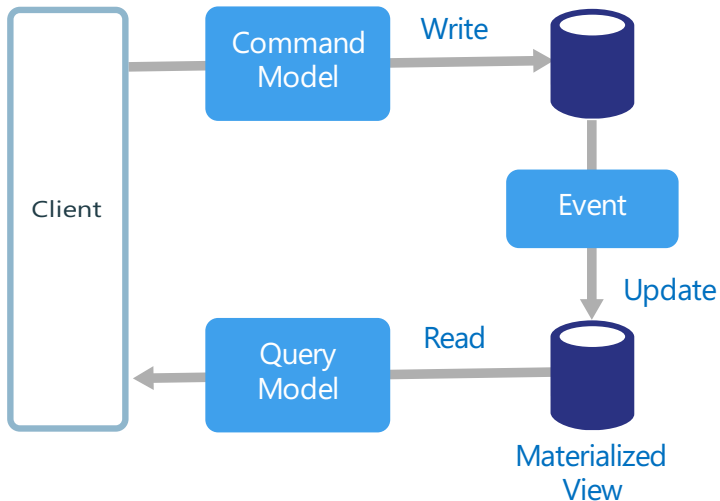 Command
Model
Write
Client
Event
Update
Query
Model
Read
Materialized
View